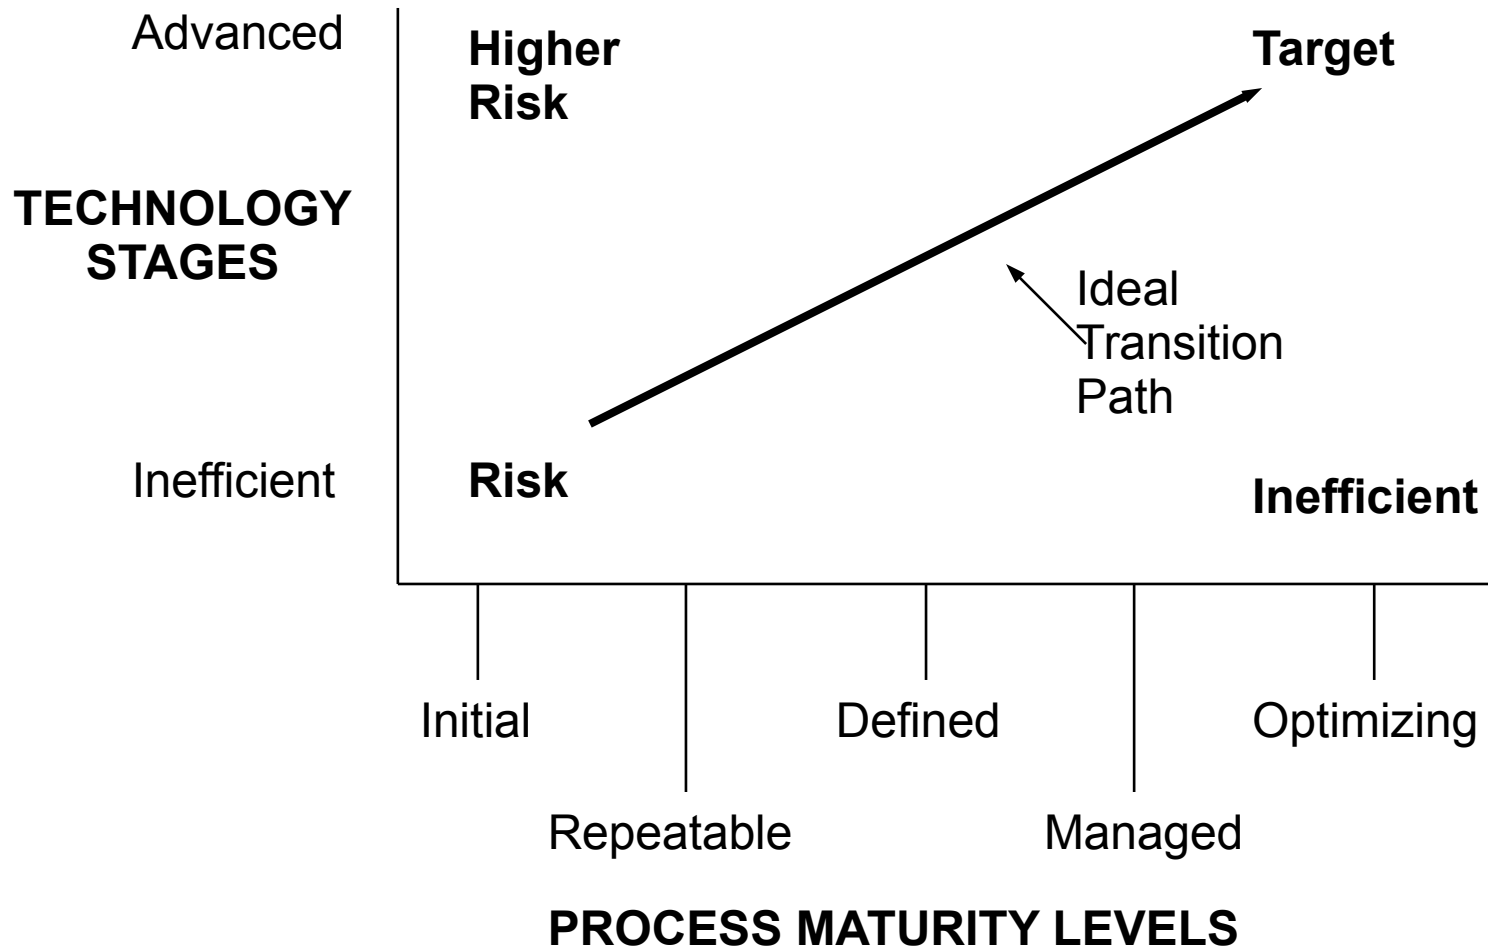 Advanced
Higher
Risk
Target
TECHNOLOGY
STAGES
Ideal
Transition
Path
Inefficient
Risk
Inefficient
Initial
Defined
Optimizing
Repeatable
Managed
PROCESS MATURITY LEVELS